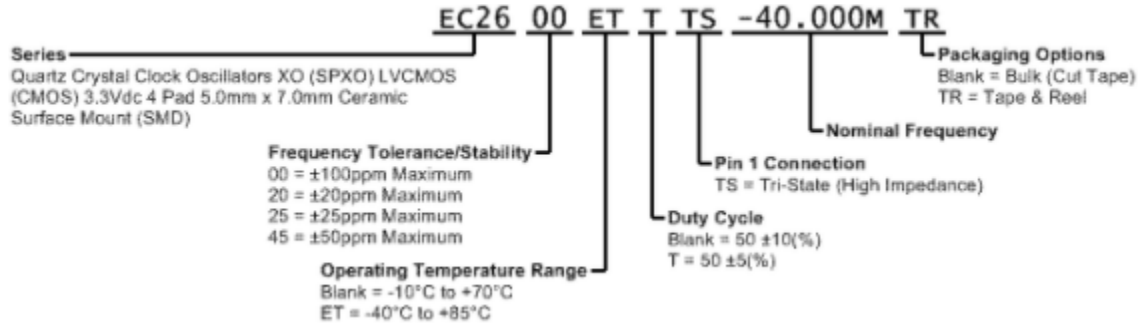 EC26 00 ET T TS -40.000M TR
Series
Quartz Crystal Clock Oscillators XO (SPXO) LVCMOS
(CMOS) 3.3Vdc 4 Pad 5.0mm x 7.0mm Ceramic
Surface Mount (SMD)
Packaging Options
Blank = Bulk (Cut Tape)
TR = Tape & Reel
Nominal Frequency
Frequency Tolerance/Stability
00 = ±100ppm Maximum
20 = ±20ppm Maximum
25 = ±25ppm Maximum
45 = ±50ppm Maximum
Pin 1 Connection
TS = Tri-State (High Impedance)
Duty Cycle
Blank = 50 ±10(%)
T = 50 ±5(%)
Operating Temperature Range
Blank = -10°C to +70°C
ET = -40°C to +85°C